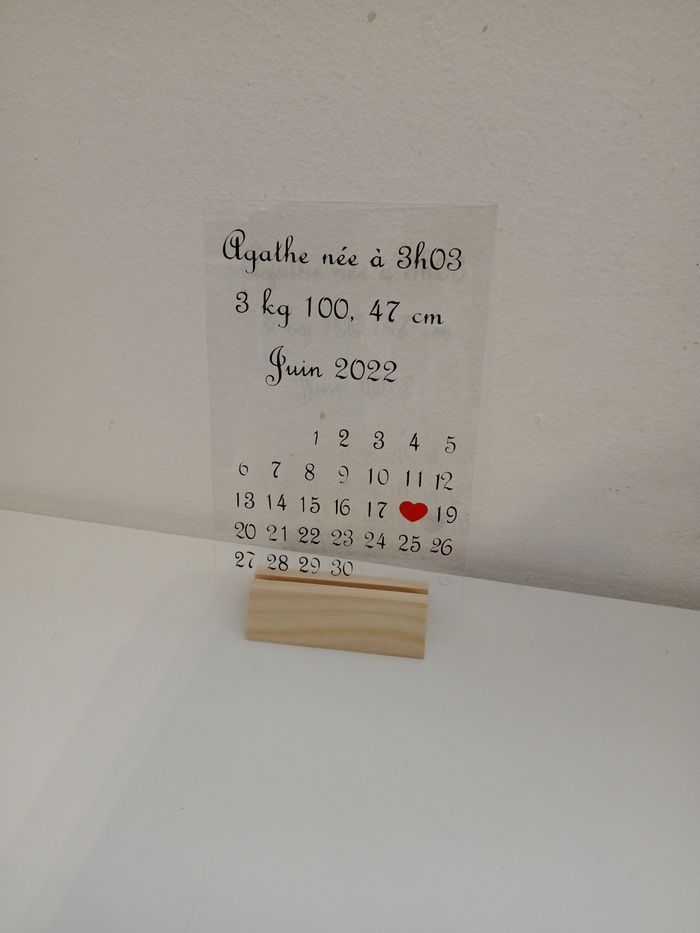 Agathe née à 3h03
3 kg 100, 47 cm
Juin 2022
1 2 3 4 5
6 7 8 9 10 11 12
13 14 15 16 17 19
20 21 22 23 24 25 26
27 28 29 30